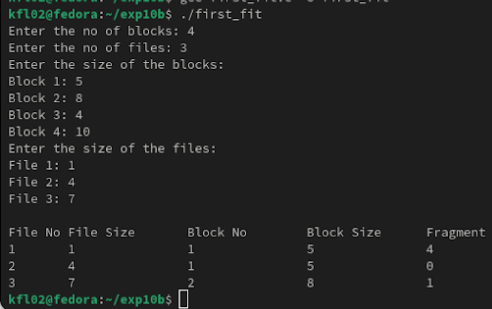 kfl02@fedora:~/exp10b$ ./first_fit
Enter the no of blocks: 4
Enter the no of files: 3
Enter the size of the blocks:
Block 1: 5
Block 2: 8
Block 3: 4
Block 4: 10
Enter the size of the files:
File 1: 1
File 2: 4
File 3: 7
File No File Size Block No Block Size Fragment
1 1 1 5 4
2 4 1 5 0
3 7 2 8 1
kfl02@fedora:~/exp10b$